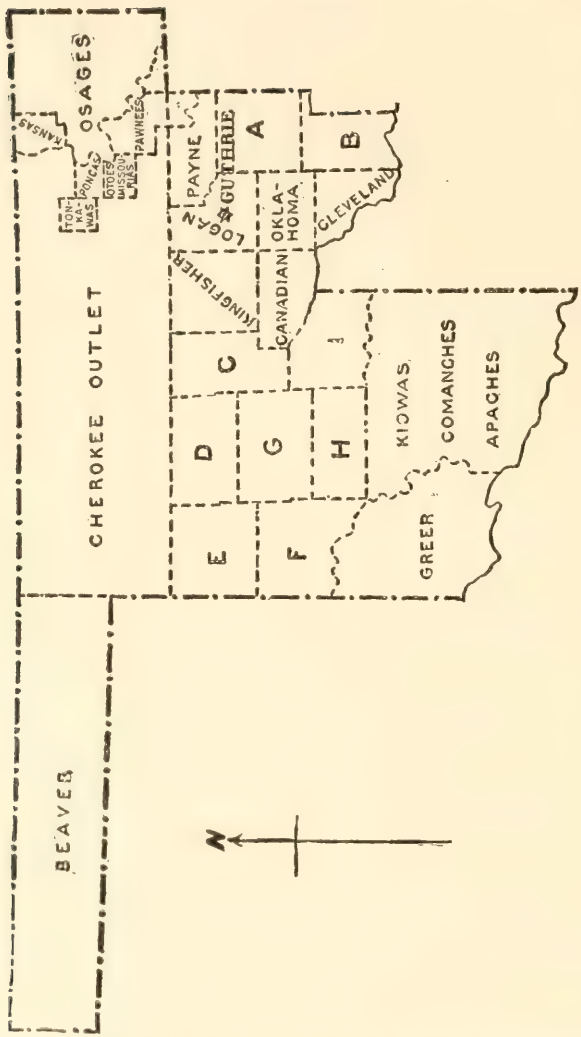 BEAVER
CHEROKEE OUTLET
KANSAS
OSAGES
TON-
KA-
WAS
PONCAS
OTOES
MISSOU-
RIAS
PAWNEES
E
D
C
KINGFISHER
LOGAN
PAYNE
GUTHRIE
A
F
G
H
I
CANADIAN
OKLA-
HOMA
CLEVELAND
B
N
GREER
KIOWAS
COMANCHES
APACHES